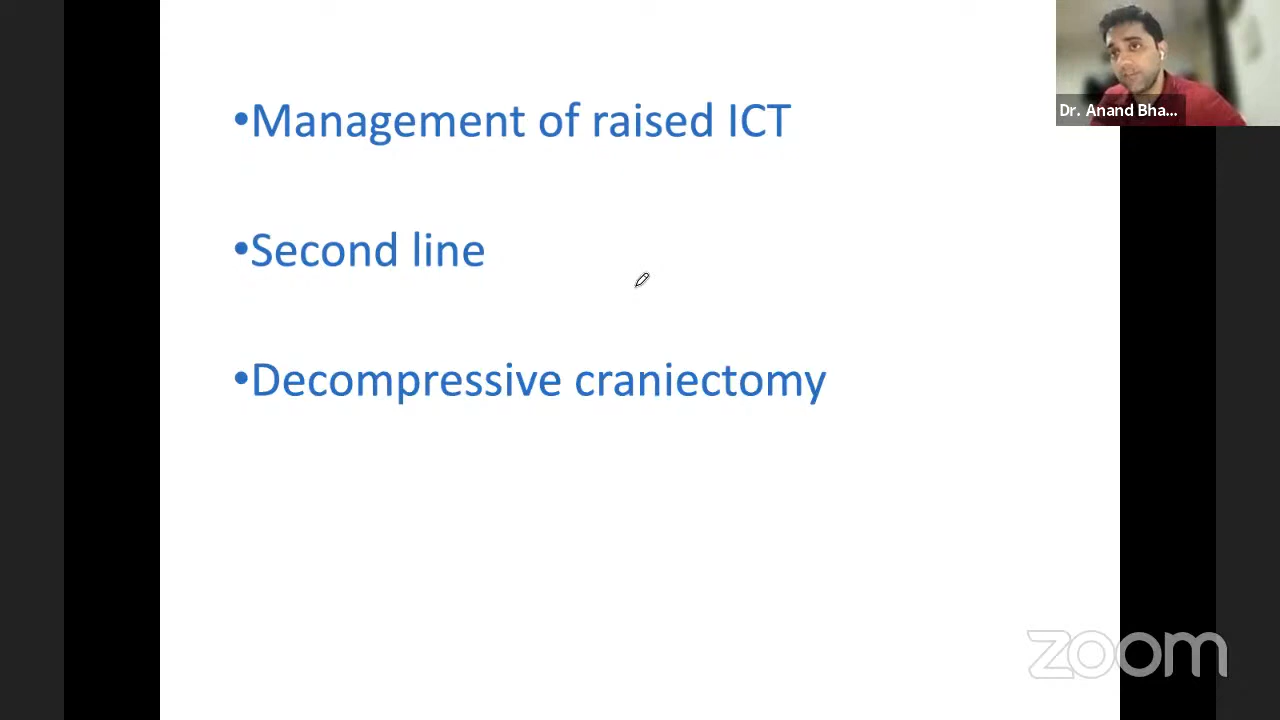 •Management of raised ICT
Dr. Anand Bha...
•Second line
•Decompressive craniectomy
zoom